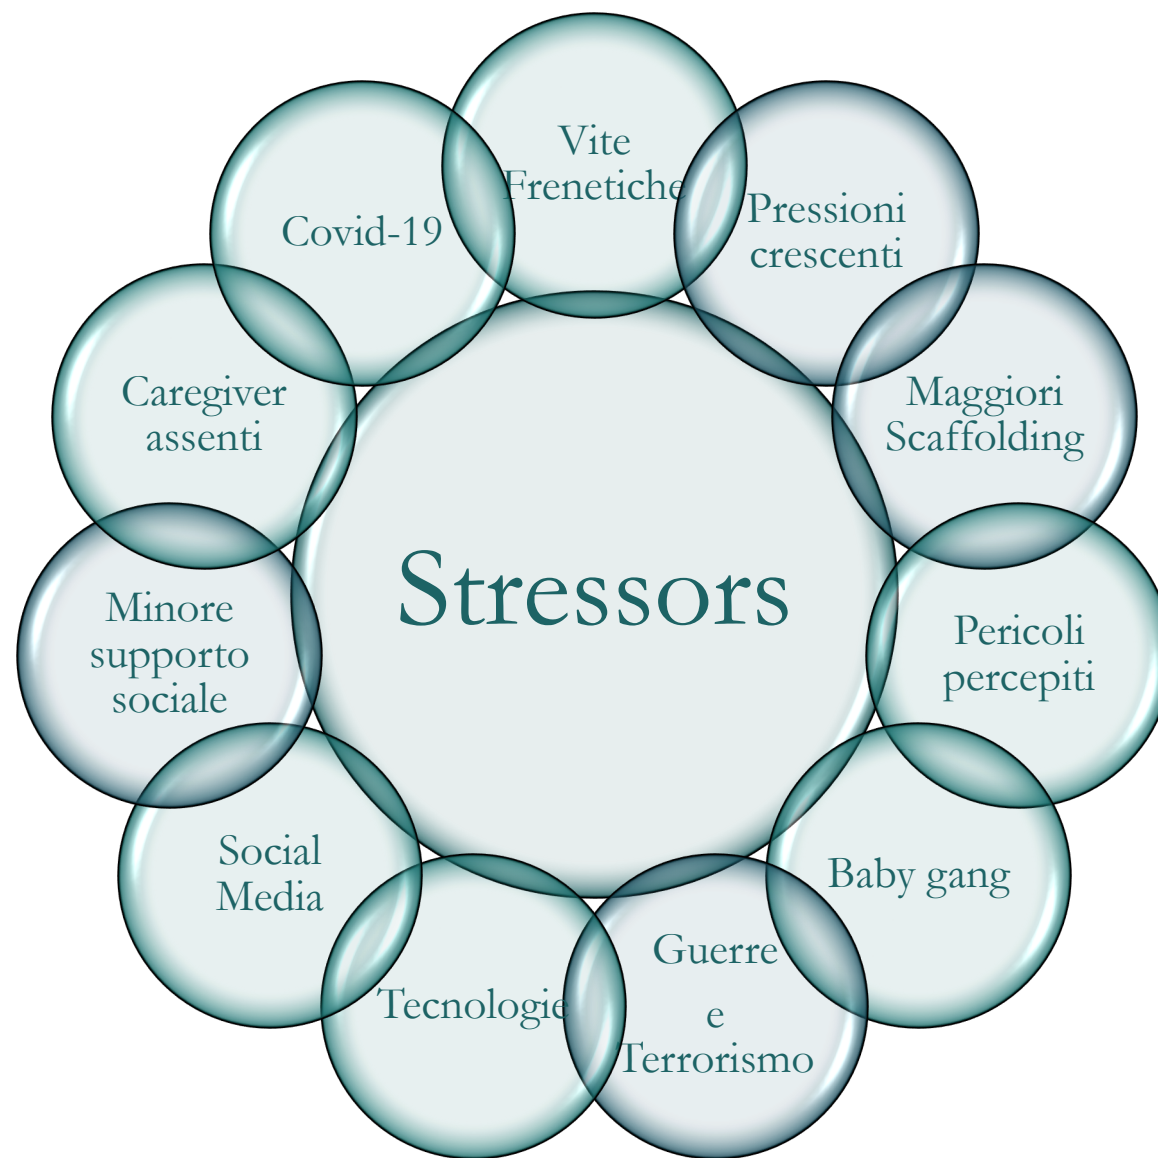 Vite
Frenetiche
Pressioni
crescenti
Maggiori
Scaffolding
Pericoli
percepiti
Baby gang
Guerre
e
Terrorismo
Tecnologie
Social
Media
Minore
supporto
sociale
Caregiver
assenti
Covid-19
Stressors